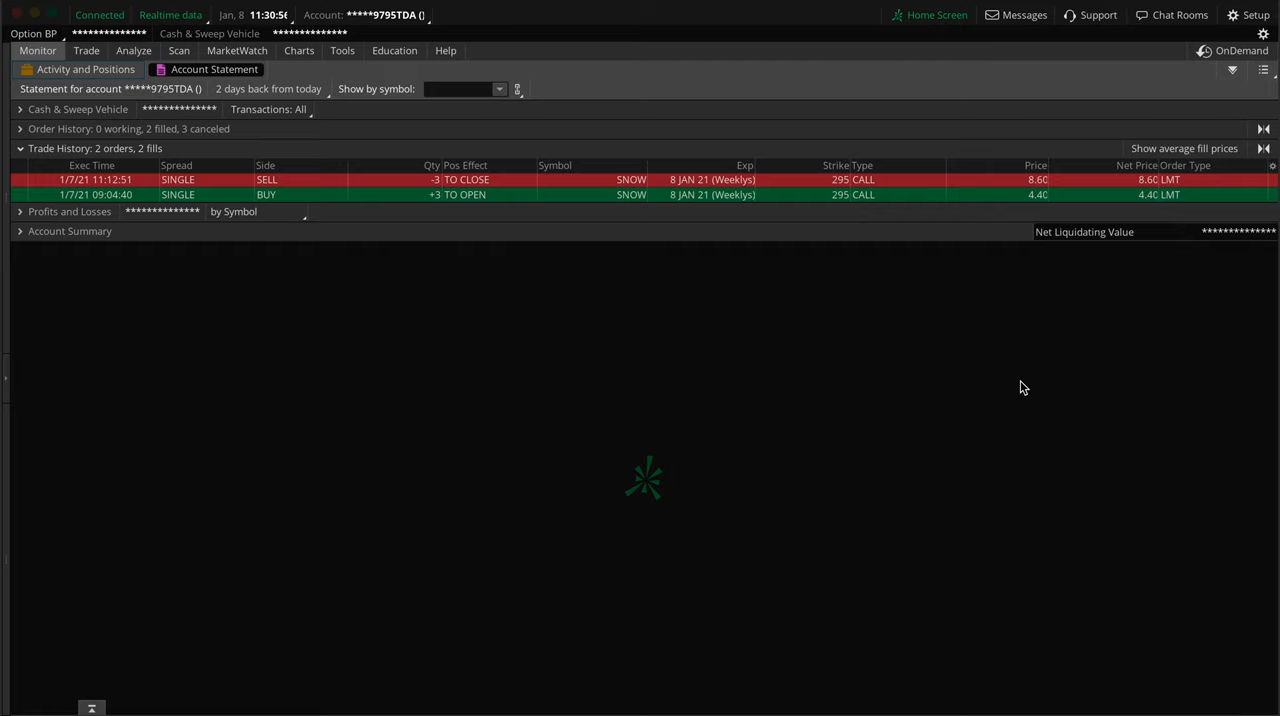 Connected Realtime data Jan, 8 11:30:56 Account: *****9795TDA () Home Screen Messages Support Chat Rooms Setup
Option BP ************** Cash & Sweep Vehicle **************
Monitor Trade Analyze Scan MarketWatch Charts Tools Education Help OnDemand
Activity and Positions Account Statement
Statement for account *****9795TDA () 2 days back from today Show by symbol:
Cash & Sweep Vehicle ************** Transactions: All
Order History: 0 working, 2 filled, 3 canceled
Trade History: 2 orders, 2 fills Show average fill prices
Exec Time Spread Side Qty Pos Effect Symbol Exp Strike Type Price Net Price Order Type
1/7/21 11:12:51 SINGLE SELL -3 TO CLOSE SNOW 8 JAN 21 (Weeklys) 295 CALL 8.60 8.60 LMT
1/7/21 09:04:40 SINGLE BUY +3 TO OPEN SNOW 8 JAN 21 (Weeklys) 295 CALL 4.40 4.40 LMT
Profits and Losses ************** by Symbol
Account Summary Net Liquidating Value **************